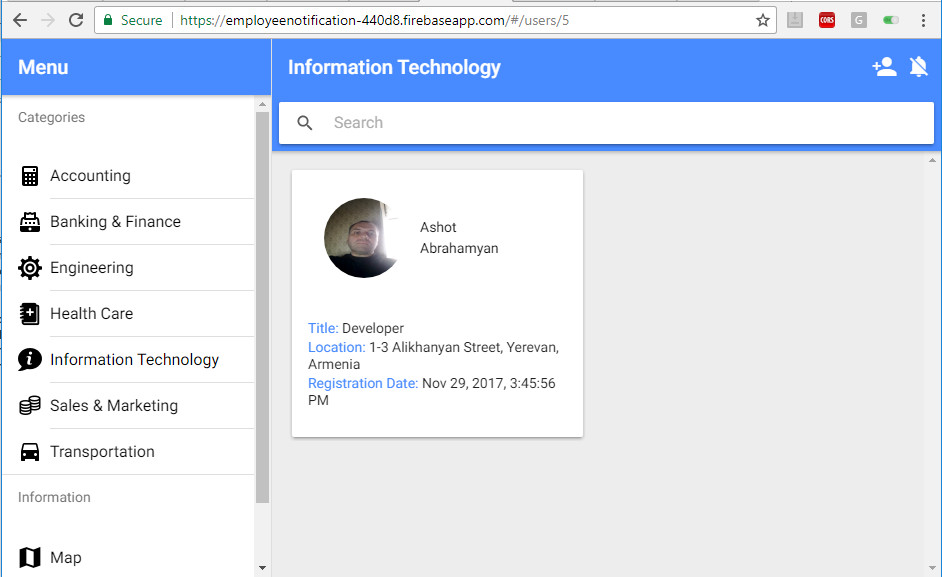 Secure https://employeenotification-440d8.firebaseapp.com/#/users/5
CORS
G
Menu
Information Technology
Search
Categories
Accounting
Banking & Finance
Engineering
Health Care
Information Technology
Sales & Marketing
Transportation
Information
Map
Ashot
Abrahamyan
Title: Developer
Location: 1-3 Alikhanyan Street, Yerevan,
Armenia
Registration Date: Nov 29, 2017, 3:45:56
PM